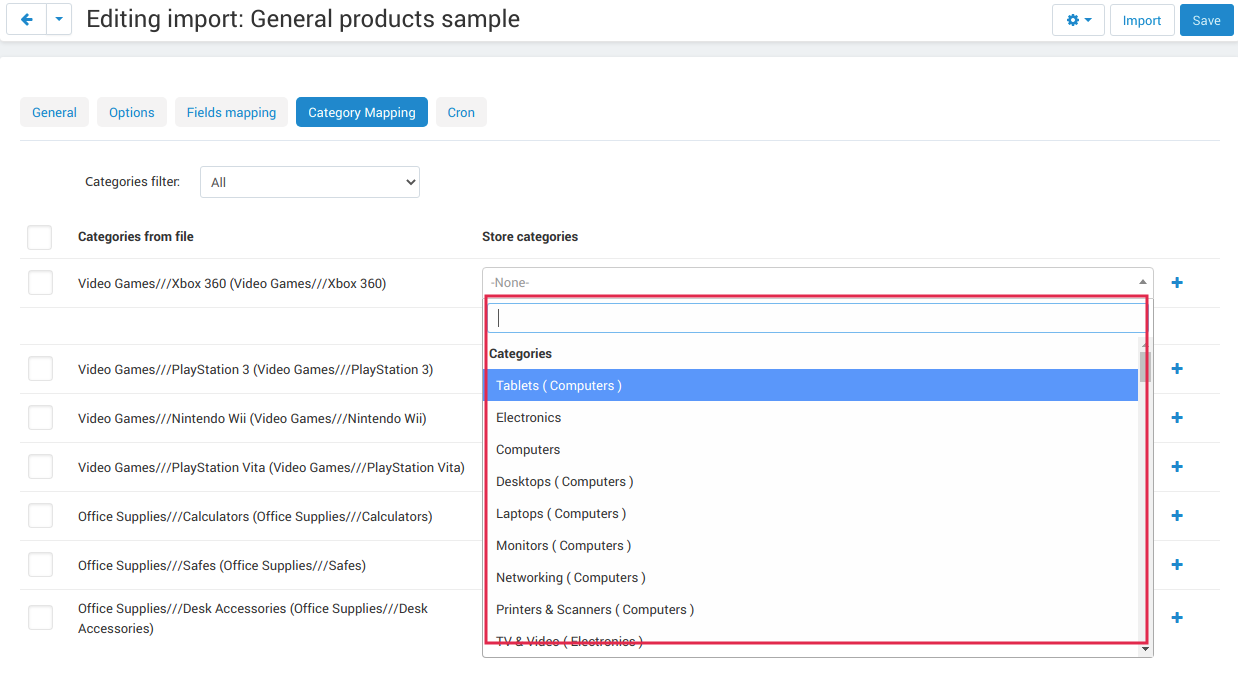 Editing import: General products sample
Import
Save
General
Options
Fields mapping
Category Mapping
Cron
Categories filter:
All
Categories from file
Store categories
Video Games///Xbox 360 (Video Games///Xbox 360)
-None-
Categories
Video Games///PlayStation 3 (Video Games///PlayStation 3)
Tablets ( Computers )
Video Games///Nintendo Wii (Video Games///Nintendo Wii)
Electronics
Computers
Video Games///PlayStation Vita (Video Games///PlayStation Vita)
Desktops ( Computers )
Office Supplies///Calculators (Office Supplies///Calculators)
Laptops ( Computers )
Monitors ( Computers )
Office Supplies///Safes (Office Supplies///Safes)
Networking ( Computers )
Office Supplies///Desk Accessories (Office Supplies///Desk
Accessories)
Printers & Scanners ( Computers )
TV & Video ( Electronics )